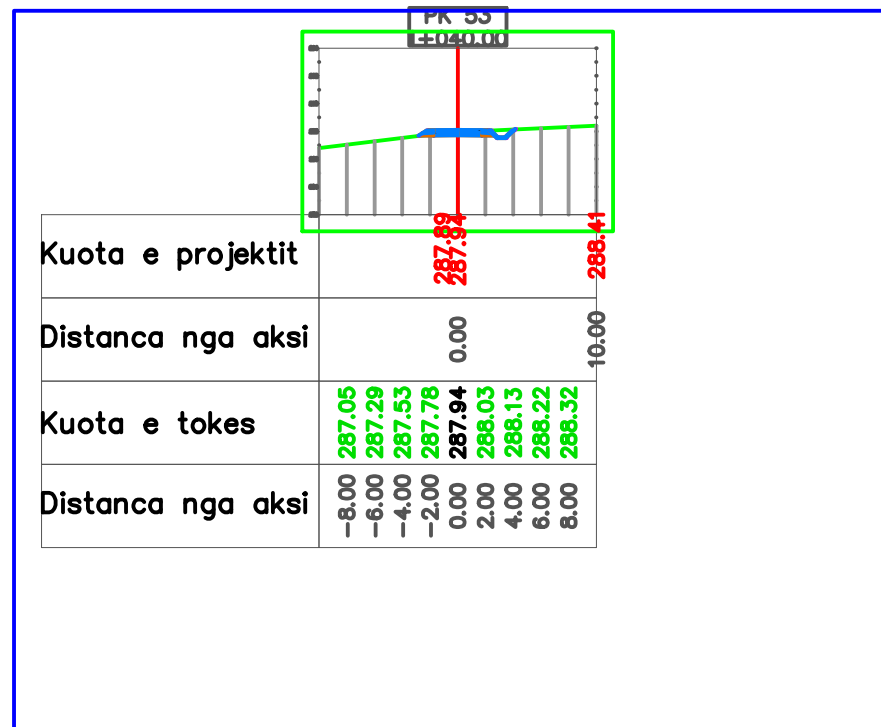 PK 53
+040.00
Kuota e projektit 287.89 287.94 288.41
Distanca nga aksi 0.00 10.00
Kuota e tokes 287.05 287.29 287.53 287.78 287.94 288.03 288.13 288.22 288.32
Distanca nga aksi -8.00 -6.00 -4.00 -2.00 0.00 2.00 4.00 6.00 8.00